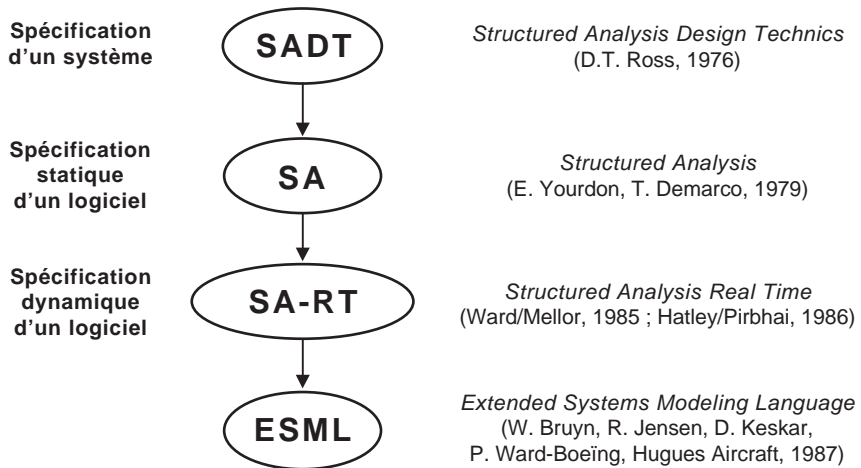 Spécification
d'un système
SADT
Structured Analysis Design Technics
(D.T. Ross, 1976)
Spécification
statique
d'un logiciel
SA
Structured Analysis
(E. Yourdon, T. Demarco, 1979)
Spécification
dynamique
d'un logiciel
SA-RT
Structured Analysis Real Time
(Ward/Mellor, 1985 ; Hatley/Pirbhai, 1986)
ESML
Extended Systems Modeling Language
(W. Bruyn, R. Jensen, D. Keskar,
P. Ward-Boeïng, Hugues Aircraft, 1987)